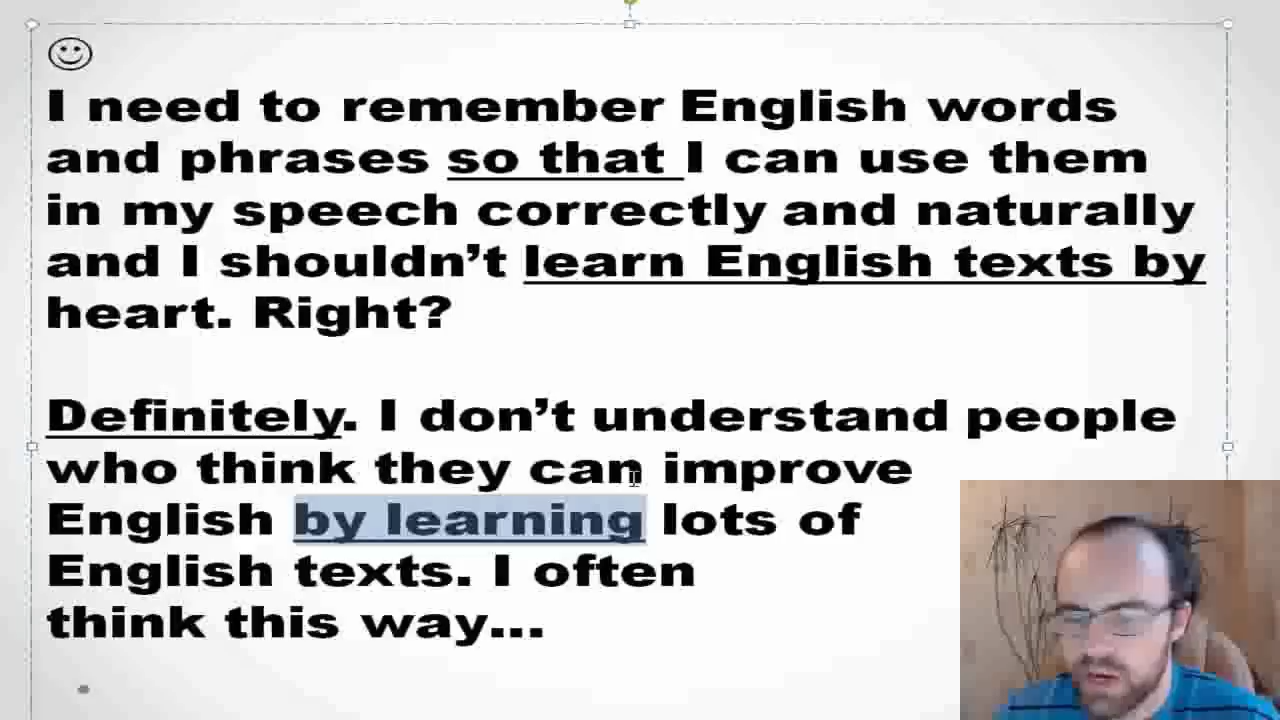 I need to remember English words
and phrases so that I can use them
in my speech correctly and naturally
and I shouldn’t learn English texts by
heart. Right?
Definitely. I don’t understand people
who think they can improve
English by learning lots of
English texts. I often
think this way...